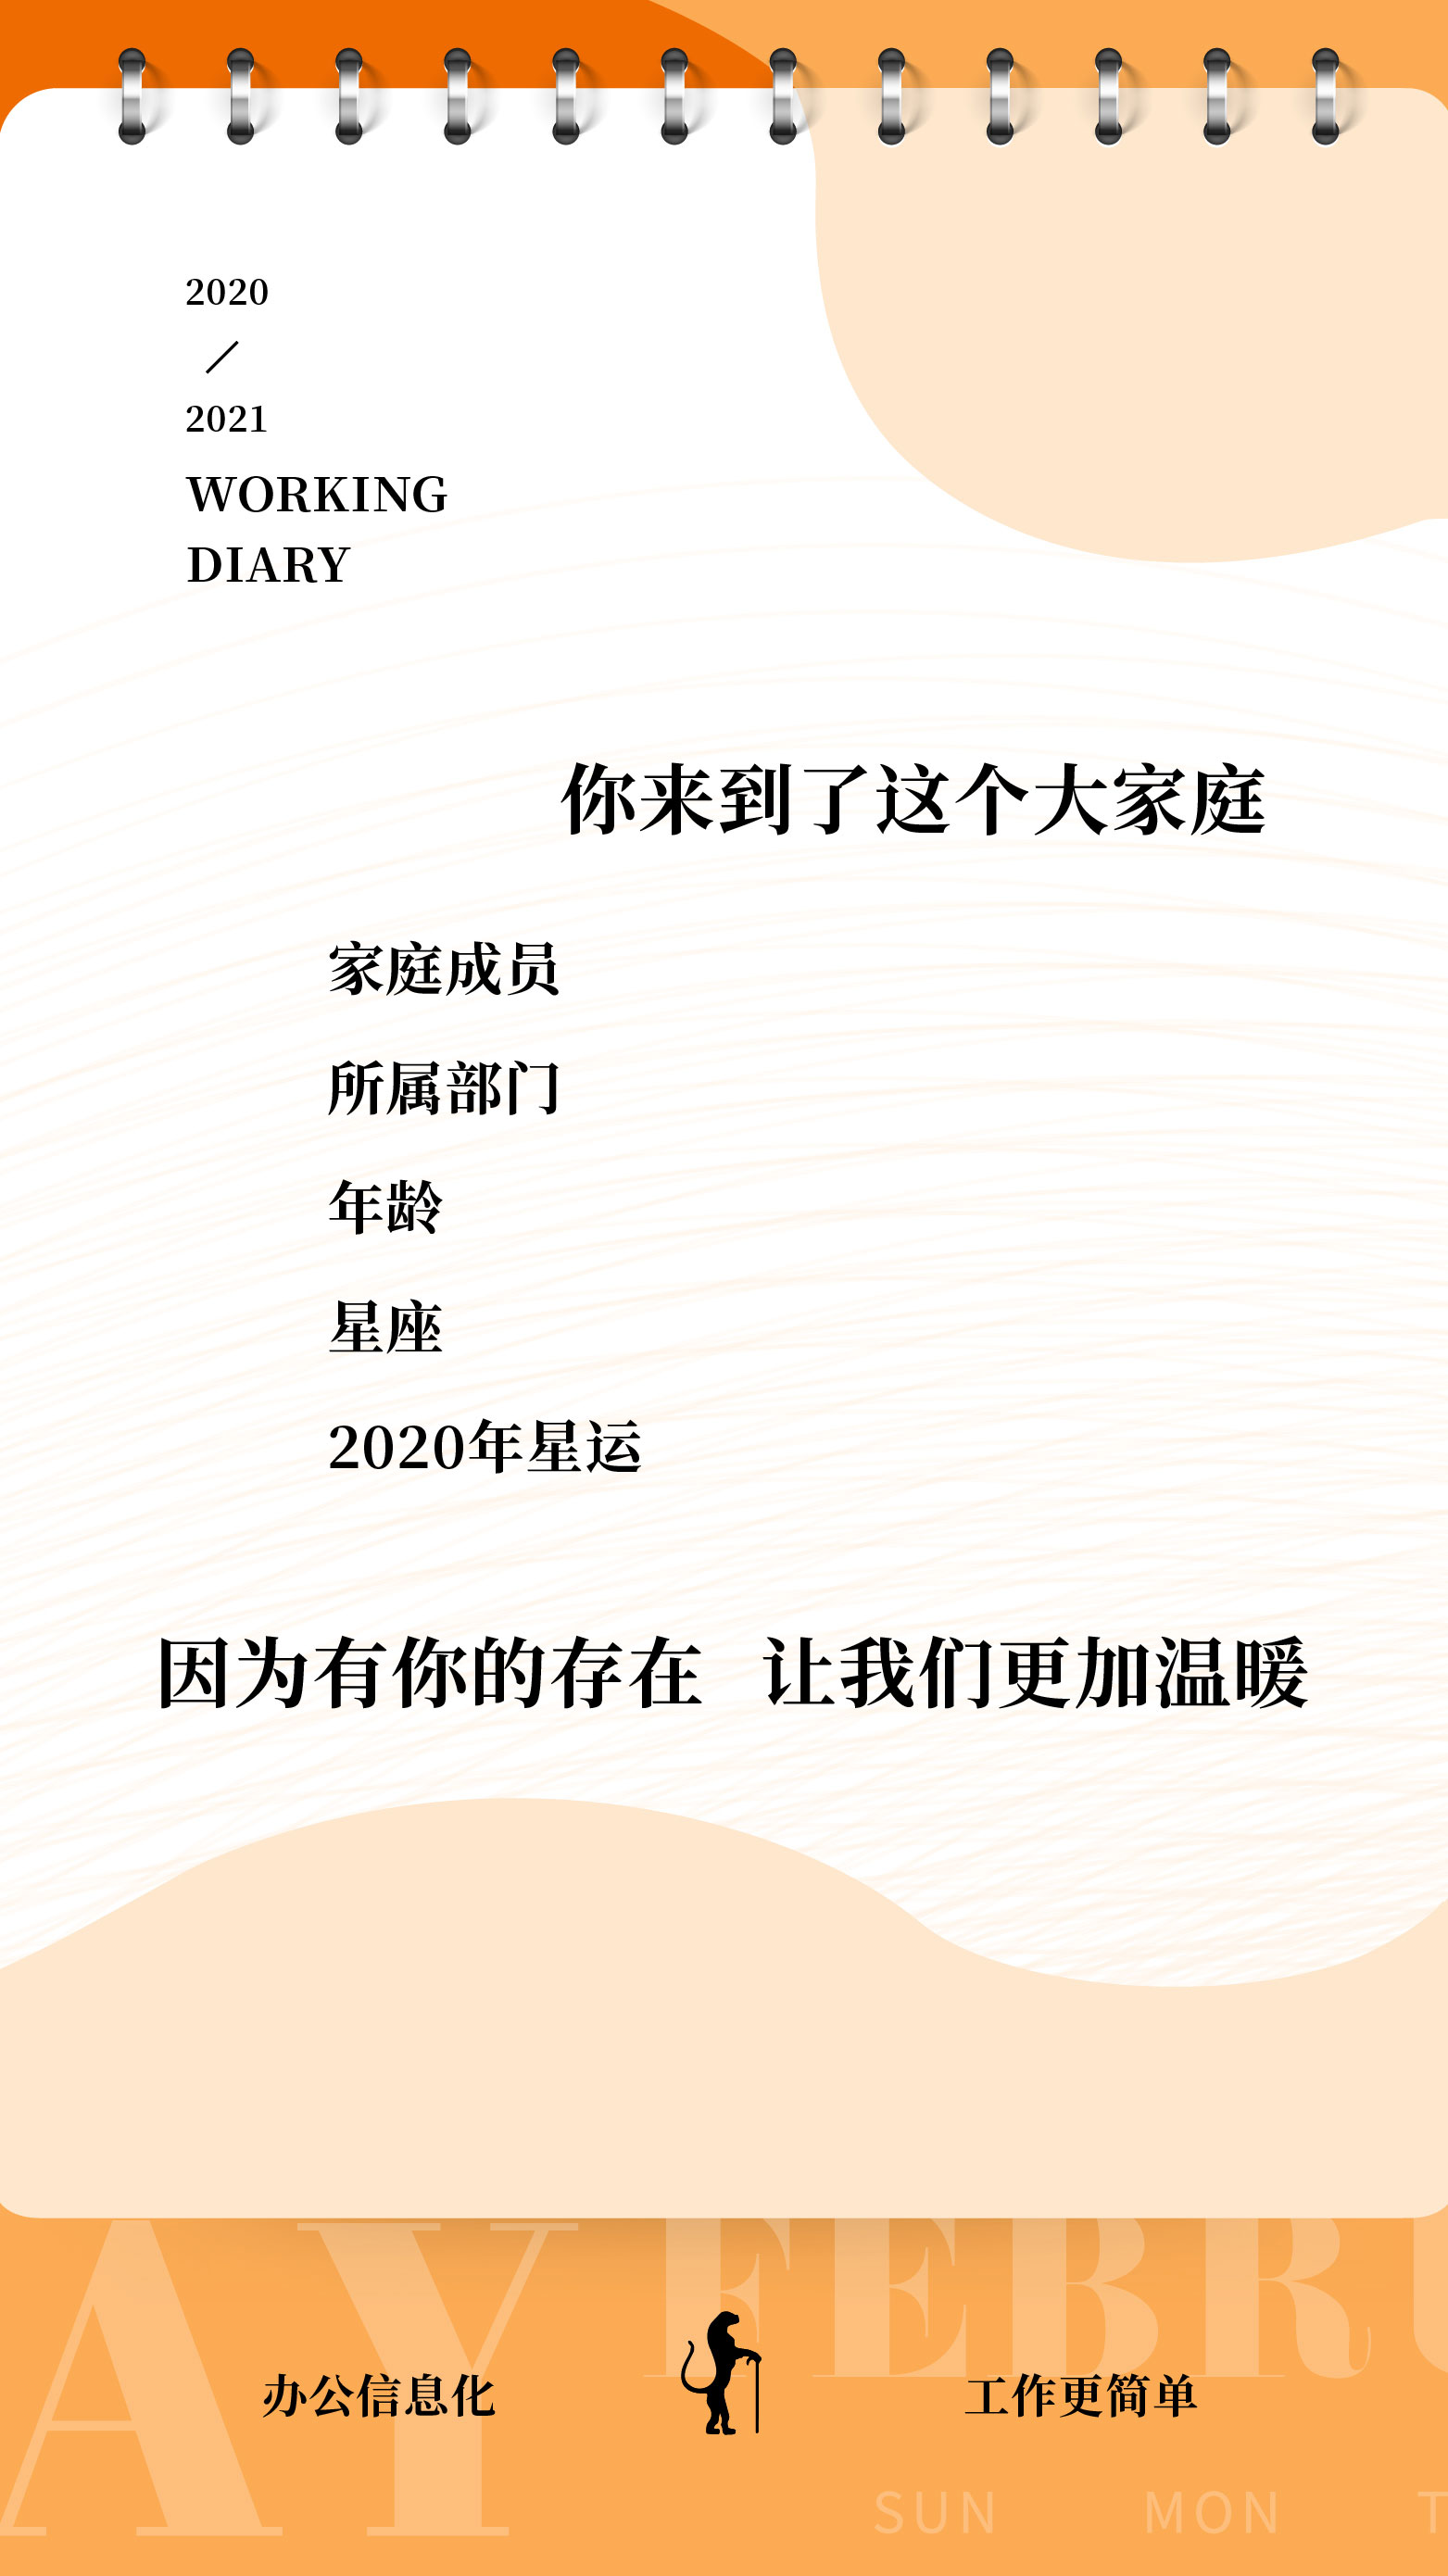 2020
/
2021
WORKING
DIARY
你来到了这个大家庭
家庭成员
所属部门
年龄
星座
2020年星运
因为有你的存在 让我们更加温暖
AY FEBRU
办公信息化 工作更简单
SUN MON T